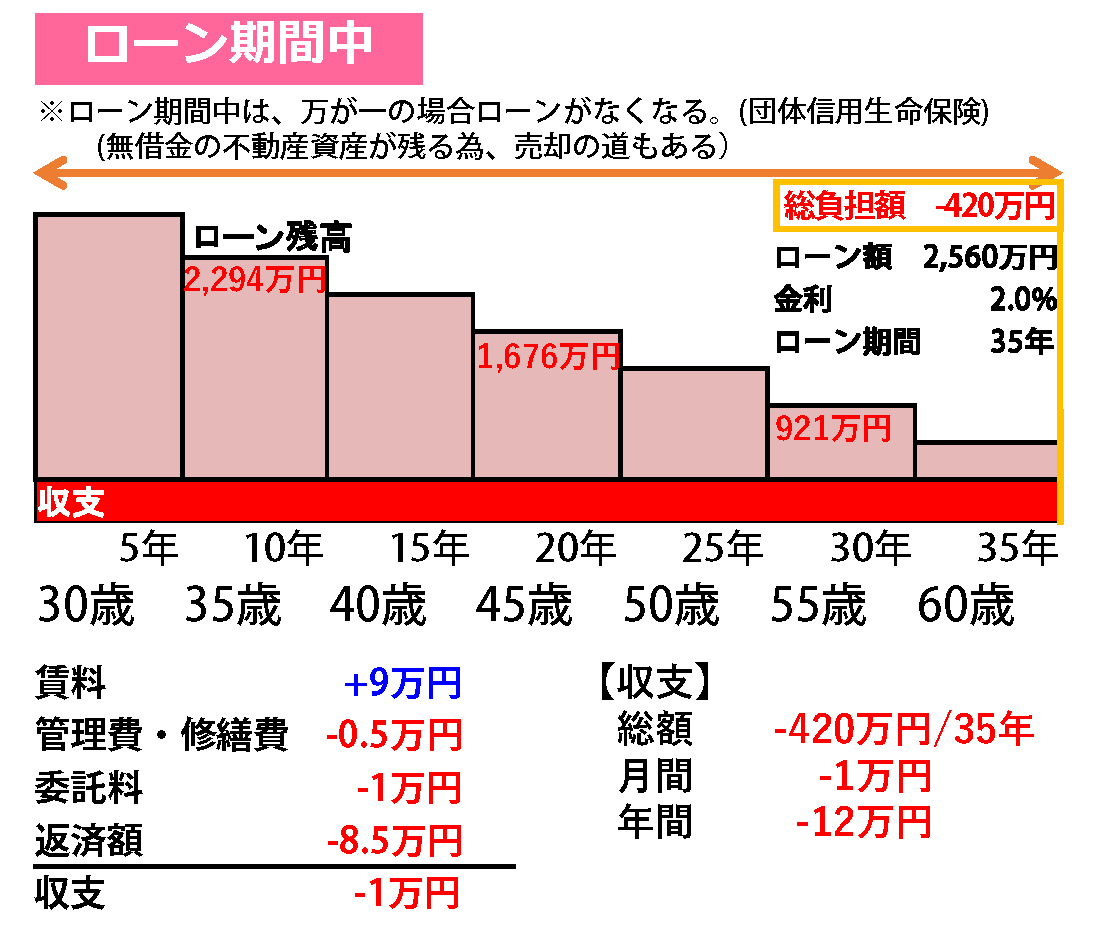 ローン期間中
※ローン期間中は、万が一の場合ローンがなくなる。(団体信用生命保険)
(無借金の不動産資産が残る為、売却の道もある）
総負担額 -420万円
ローン残高
ローン額 2,560万円
2,294万円
金利 2.0%
ローン期間 35年
1,676万円
921万円
収支
5年 10年 15年 20年 25年 30年 35年
30歳 35歳 40歳 45歳 50歳 55歳 60歳
賃料 +9万円
管理費・修繕費 -0.5万円
委託料 -1万円
返済額 -8.5万円
収支 -1万円
【収支】
総額 -420万円/35年
月間 -1万円
年間 -12万円